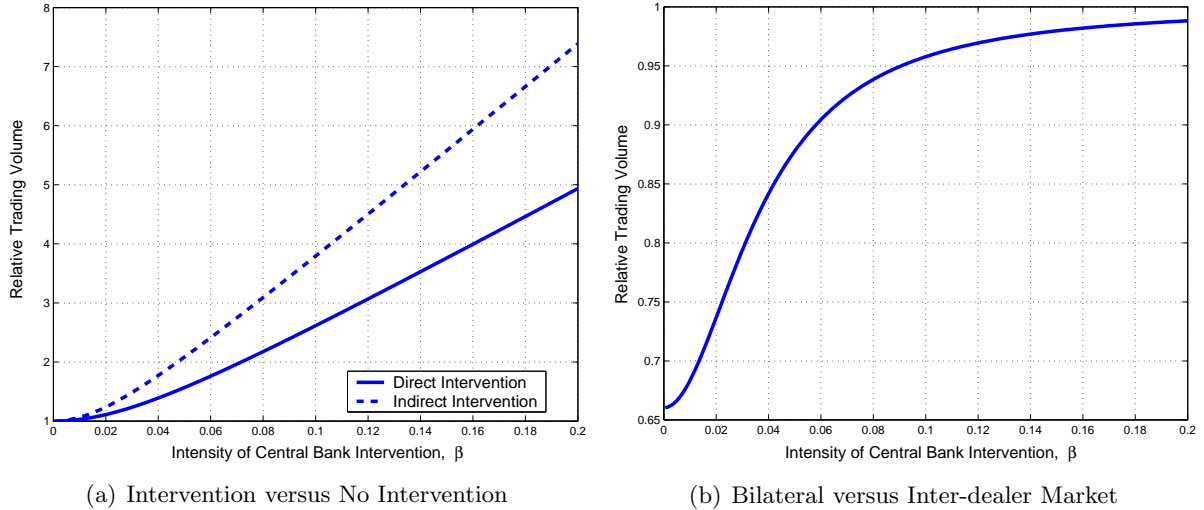 8
7
6
5
4
3
2
1
Relative Trading Volume
Direct Intervention
Indirect Intervention
0 0.02 0.04 0.06 0.08 0.1 0.12 0.14 0.16 0.18 0.2
Intensity of Central Bank Intervention, β
(a) Intervention versus No Intervention
1
0.95
0.9
0.85
0.8
0.75
0.7
0.65
Relative Trading Volume
0 0.02 0.04 0.06 0.08 0.1 0.12 0.14 0.16 0.18 0.2
Intensity of Central Bank Intervention, β
(b) Bilateral versus Inter-dealer Market